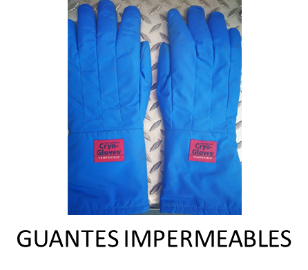 Cryo-
Gloves
Cryo-
Gloves
GUANTES IMPERMEABLES